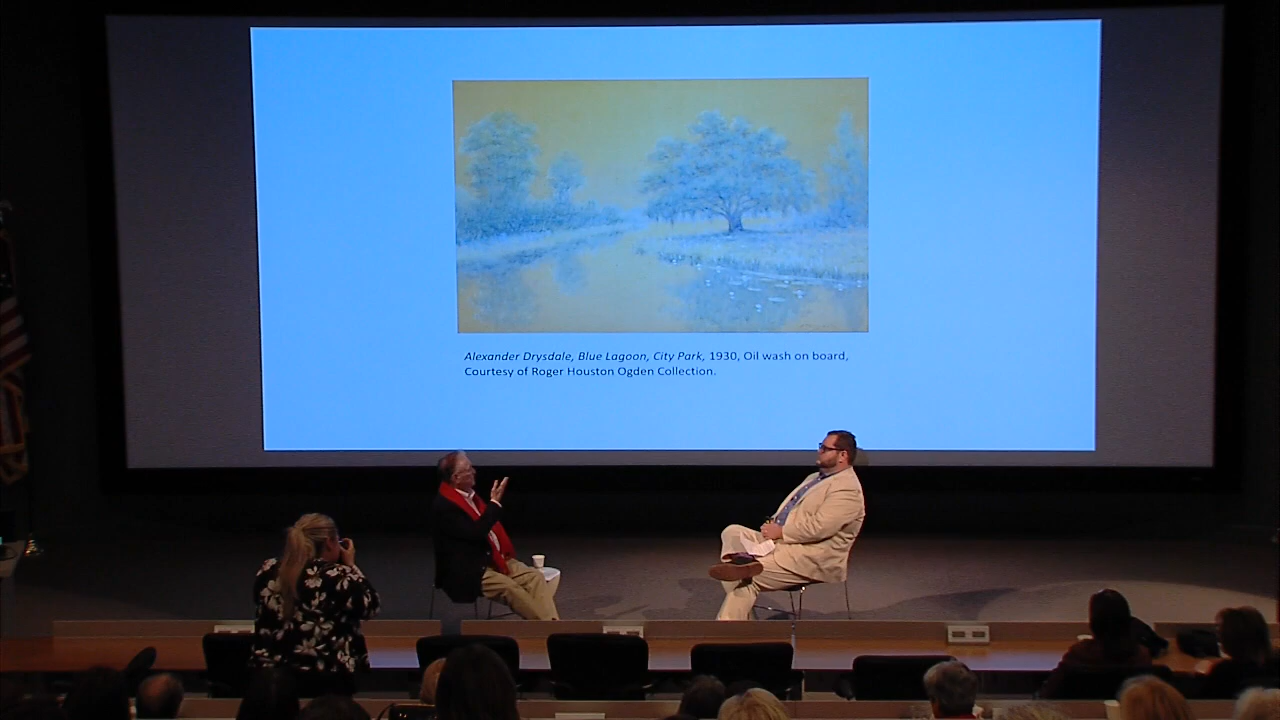 Alexander Drysdale, Blue Lagoon, City Park, 1930, Oil wash on board,
Courtesy of Roger Houston Ogden Collection.